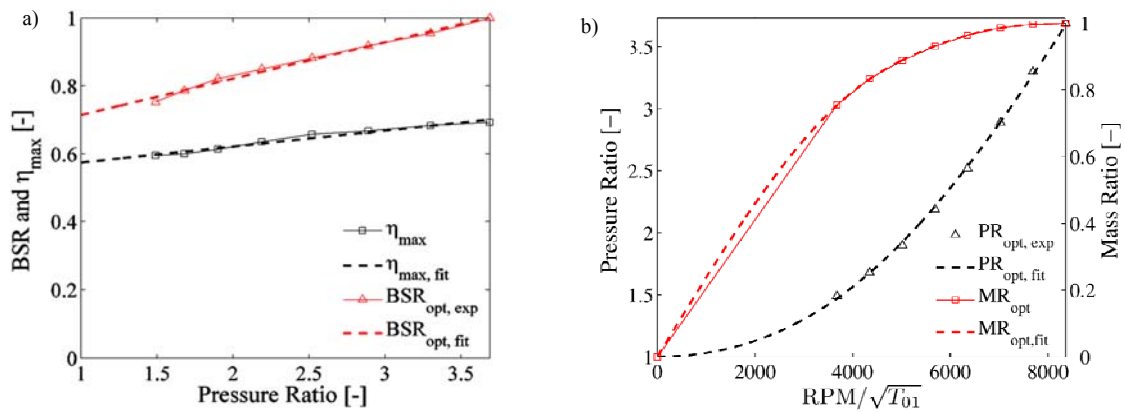 a)
BSR and η_max [-]
1
0.8
0.6
0.4
0.2
0
1
1.5
2
2.5
3
3.5
Pressure Ratio [-]
η_max
η_max, fit
BSR_opt, exp
BSR_opt, fit
b)
Pressure Ratio [−]
3.5
3
2.5
2
1.5
1
0
2000
4000
6000
8000
RPM/√T_01
Mass Ratio [−]
1
0.8
0.6
0.4
0.2
0
PR_opt, exp
PR_opt, fit
MR_opt
MR_opt,fit